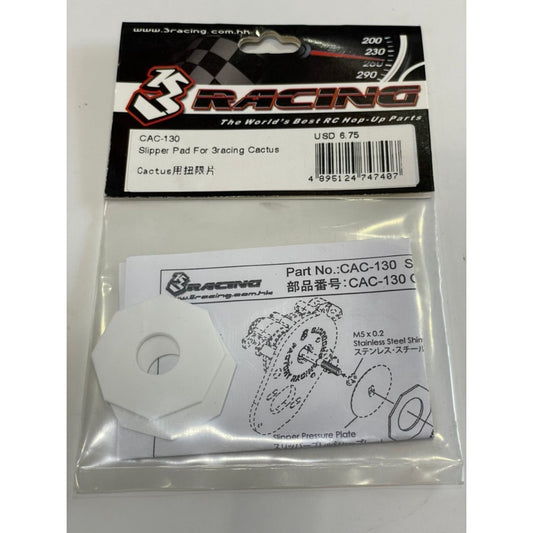 www.3racing.com.hk
200
230
260
290
3RACING
The World's Best RC Hop-Up Parts
CAC-130
USD 6.75
Slipper Pad For 3racing Cactus
Cactus用扭限片
4 895124 747407
3RACING
www.3racing.com.hk
Part No.:CAC-130 S
部品番号:CAC-130
M5 x 0.2
Stainless Steel Shim
ステンレス・スチール
Slipper Pressure Plate